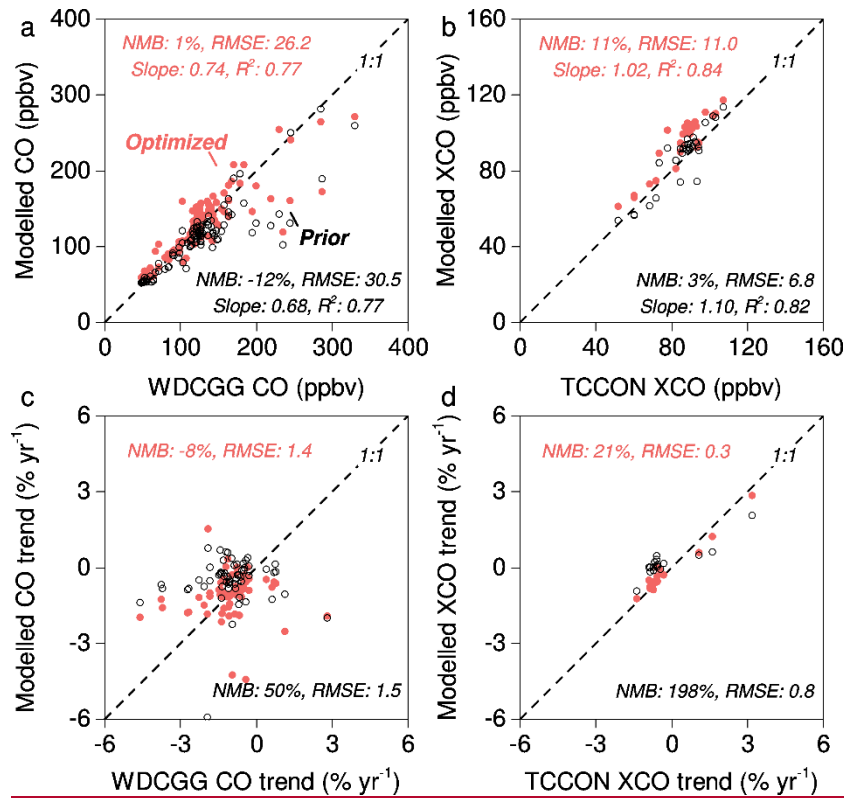 a
400
300
200
100
0
Modelled CO (ppbv)
NMB: 1%, RMSE: 26.2
Slope: 0.74, R²: 0.77
1:1
Optimized
Prior
NMB: -12%, RMSE: 30.5
Slope: 0.68, R²: 0.77
0 100 200 300 400
WDCGG CO (ppbv)
b
160
120
80
40
0
Modelled XCO (ppbv)
NMB: 11%, RMSE: 11.0
Slope: 1.02, R²: 0.84
1:1
NMB: 3%, RMSE: 6.8
Slope: 1.10, R²: 0.82
0 40 80 120 160
TCCON XCO (ppbv)
c
6
3
0
-3
-6
Modelled CO trend (% yr⁻¹)
NMB: -8%, RMSE: 1.4
1:1
NMB: 50%, RMSE: 1.5
-6 -3 0 3 6
WDCGG CO trend (% yr⁻¹)
d
6
3
0
-3
-6
Modelled XCO trend (% yr⁻¹)
NMB: 21%, RMSE: 0.3
1:1
NMB: 198%, RMSE: 0.8
-6 -3 0 3 6
TCCON XCO trend (% yr⁻¹)